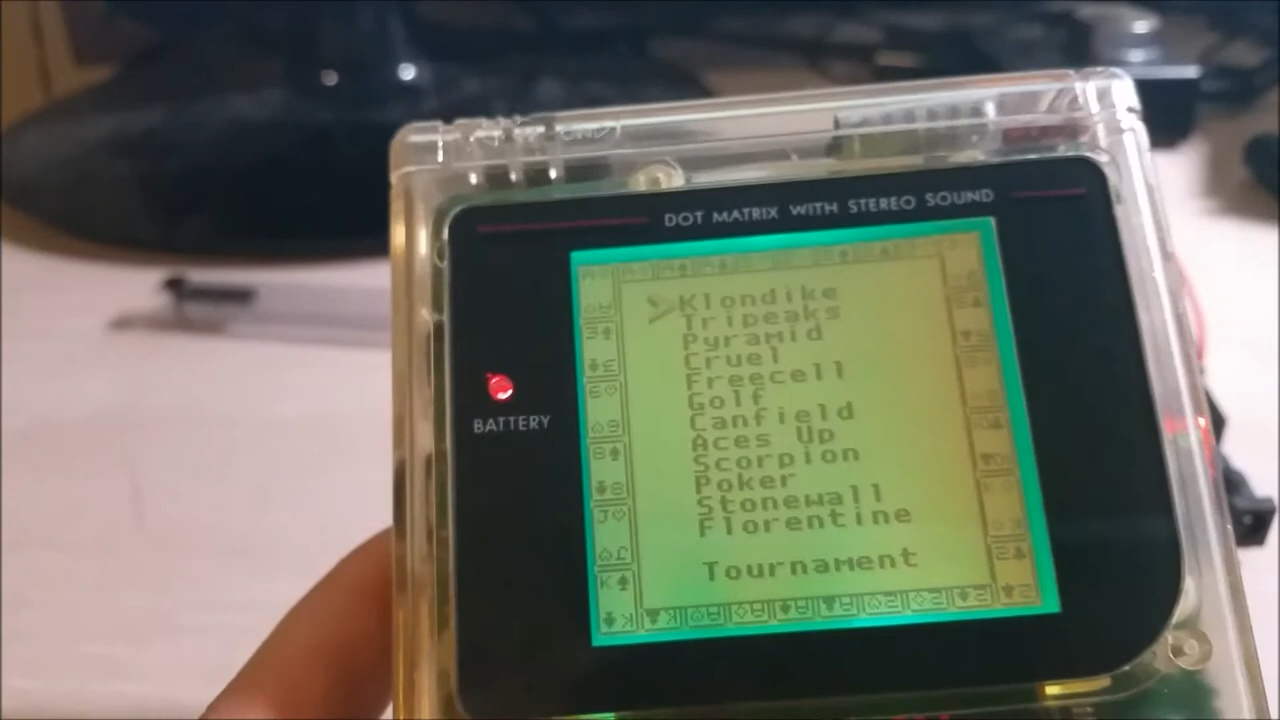 DOT MATRIX WITH STEREO SOUND
Klondike
Tripeaks
Pyramid
Cruel
Freecell
Golf
Canfield
Aces Up
Scorpion
Poker
Stonewall
Florentine
Tournament
BATTERY